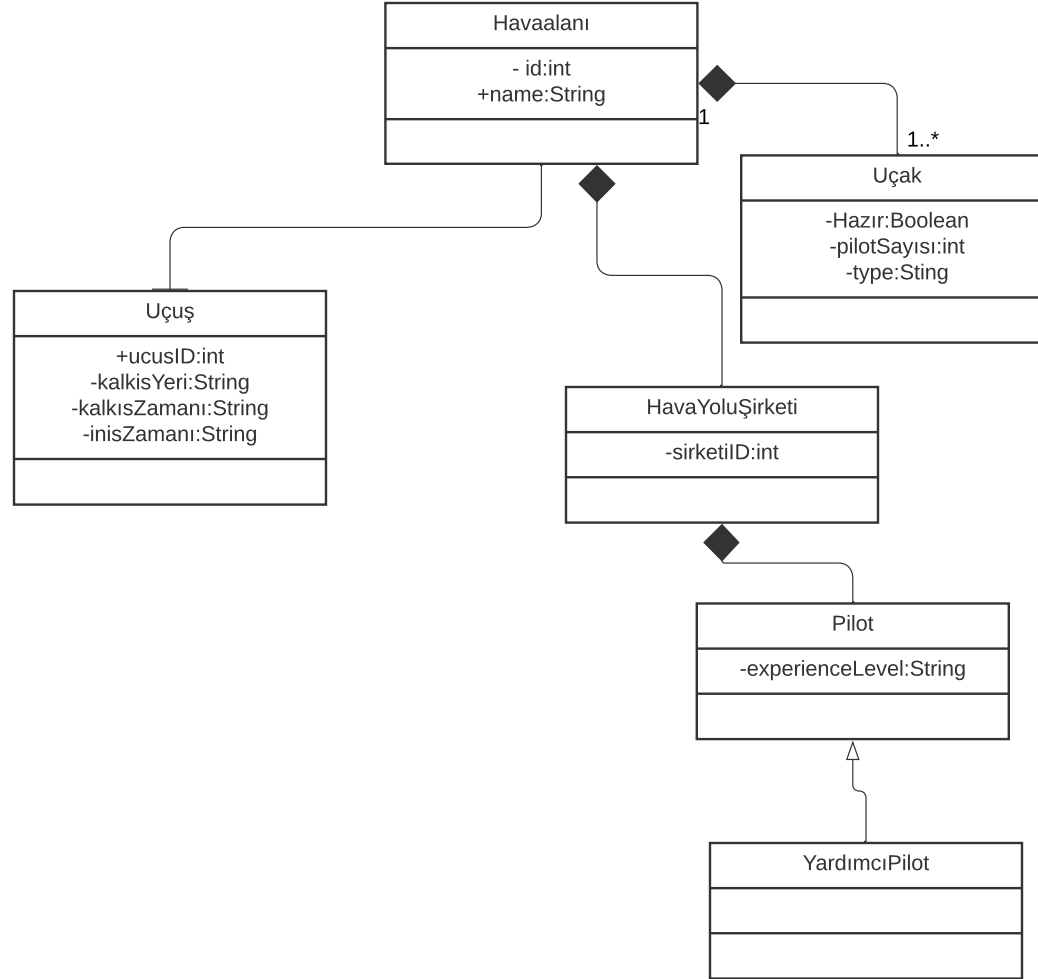 Havaalanı
- id:int
+name:String
1
1..*
Uçak
-Hazır:Boolean
-pilotSayısı:int
-type:Sting
Uçuş
+ucusID:int
-kalkisYeri:String
-kalkısZamanı:String
-inisZamanı:String
HavaYoluŞirketi
-sirketiID:int
Pilot
-experienceLevel:String
YardımcıPilot